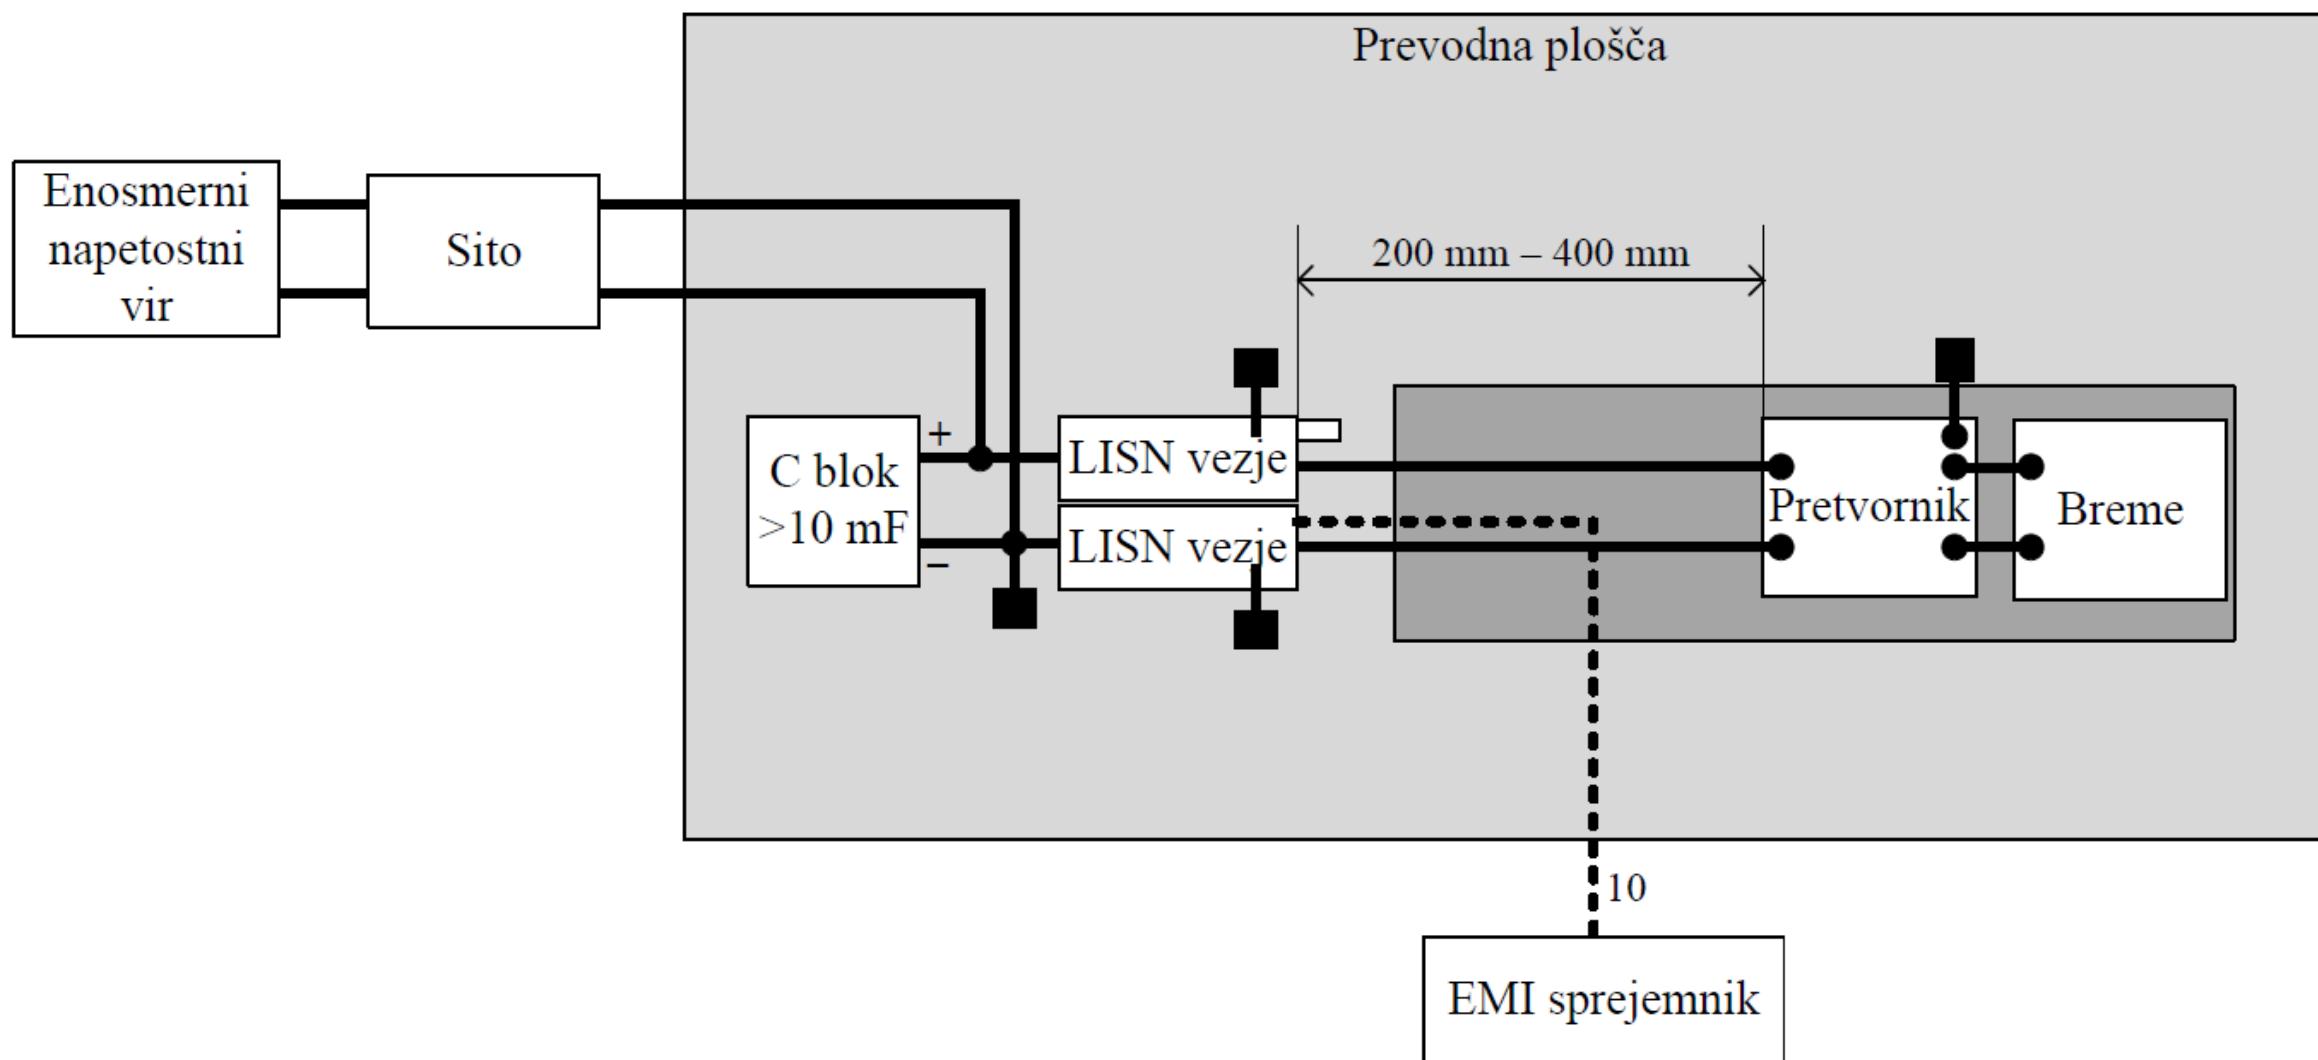 Prevodna plošča
Enosmerni
napetostni
vir
Sito
200 mm – 400 mm
+
C blok
>10 mF
–
LISN vezje
LISN vezje
Pretvornik
Breme
10
EMI sprejemnik